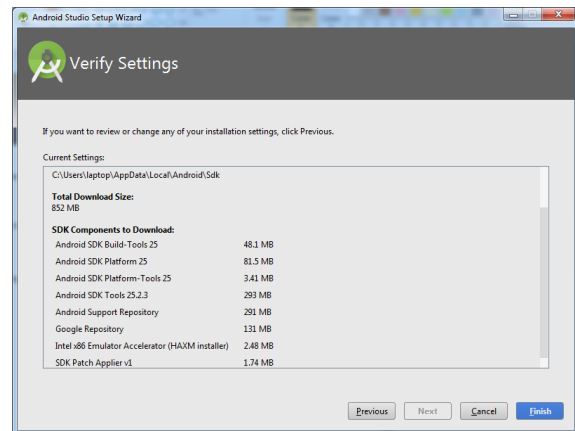 Android Studio Setup Wizard
Verify Settings
If you want to review or change any of your installation settings, click Previous.
Current Settings:
C:\Users\laptop\AppData\Local\Android\Sdk
Total Download Size:
852 MB
SDK Components to Download:
Android SDK Build-Tools 25 48.1 MB
Android SDK Platform 25 81.5 MB
Android SDK Platform-Tools 25 3.41 MB
Android SDK Tools 25.2.3 293 MB
Android Support Repository 291 MB
Google Repository 131 MB
Intel x86 Emulator Accelerator (HAXM installer) 2.48 MB
SDK Patch Applier v1 1.74 MB
Previous Next Cancel Finish